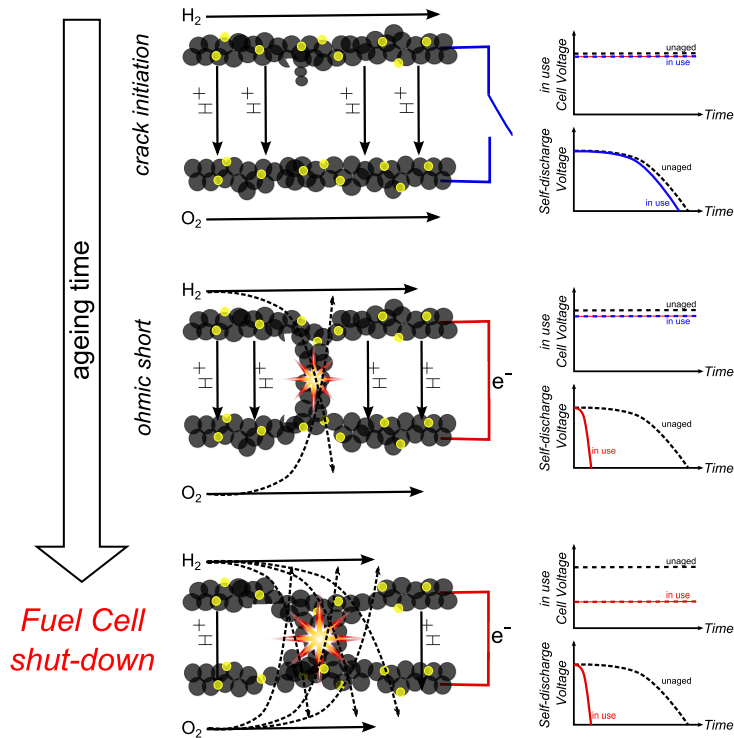 ageing time
Fuel Cell
shut-down
crack initiation
H2
H+
H+
H+
H+
O2
in use
Cell Voltage
unaged
in use
Time
Self-discharge
Voltage
unaged
in use
Time
ohmic short
H2
H+
H+
H+
H+
e-
O2
in use
Cell Voltage
unaged
in use
Time
Self-discharge
Voltage
unaged
in use
Time
H2
H+
H+
e-
O2
in use
Cell Voltage
unaged
in use
Time
Self-discharge
Voltage
unaged
in use
Time